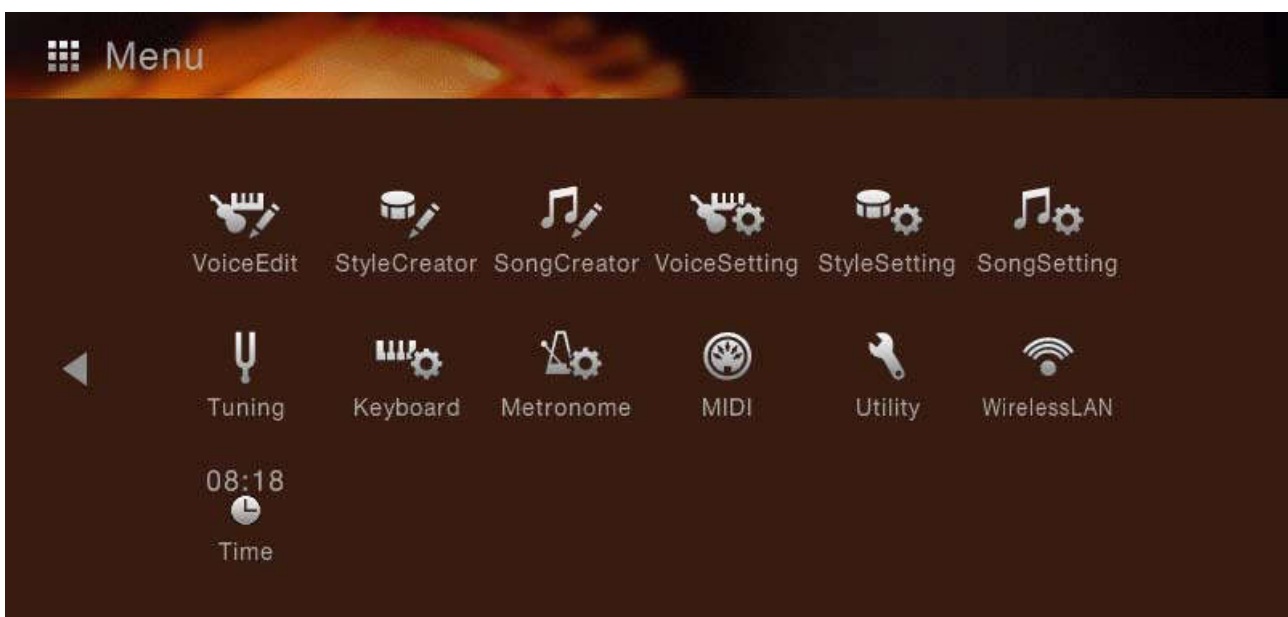 Menu
VoiceEdit StyleCreator SongCreator VoiceSetting StyleSetting SongSetting
Tuning Keyboard Metronome MIDI Utility WirelessLAN
08:18
Time